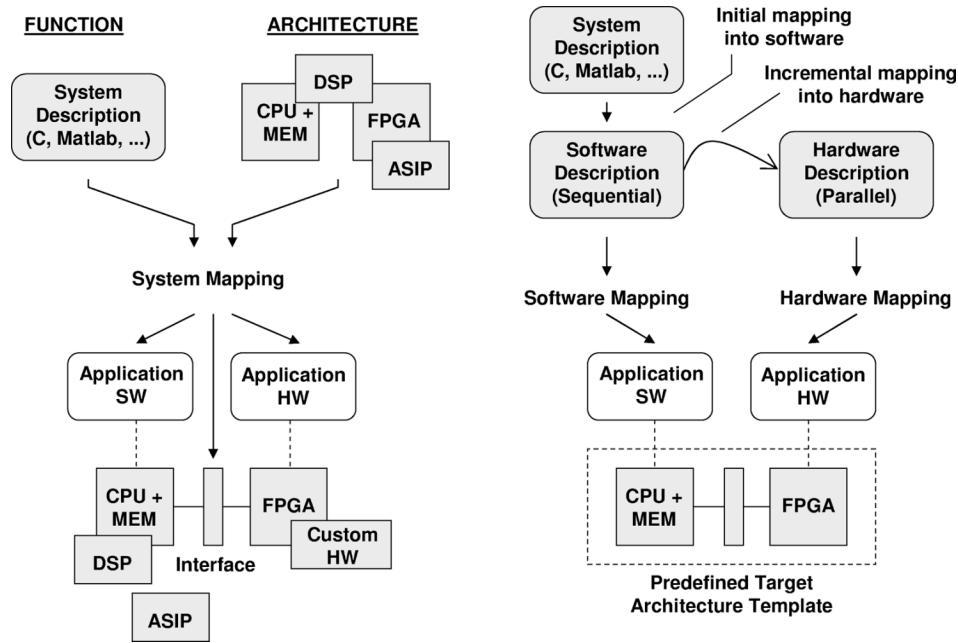 FUNCTION
ARCHITECTURE
System
Description
(C, Matlab, ...)
DSP
CPU +
MEM
FPGA
ASIP
System Mapping
Application
SW
Application
HW
CPU +
MEM
FPGA
DSP
Interface
Custom
HW
ASIP
System
Description
(C, Matlab, ...)
Initial mapping
into software
Incremental mapping
into hardware
Software
Description
(Sequential)
Hardware
Description
(Parallel)
Software Mapping
Hardware Mapping
Application
SW
Application
HW
CPU +
MEM
FPGA
Predefined Target
Architecture Template